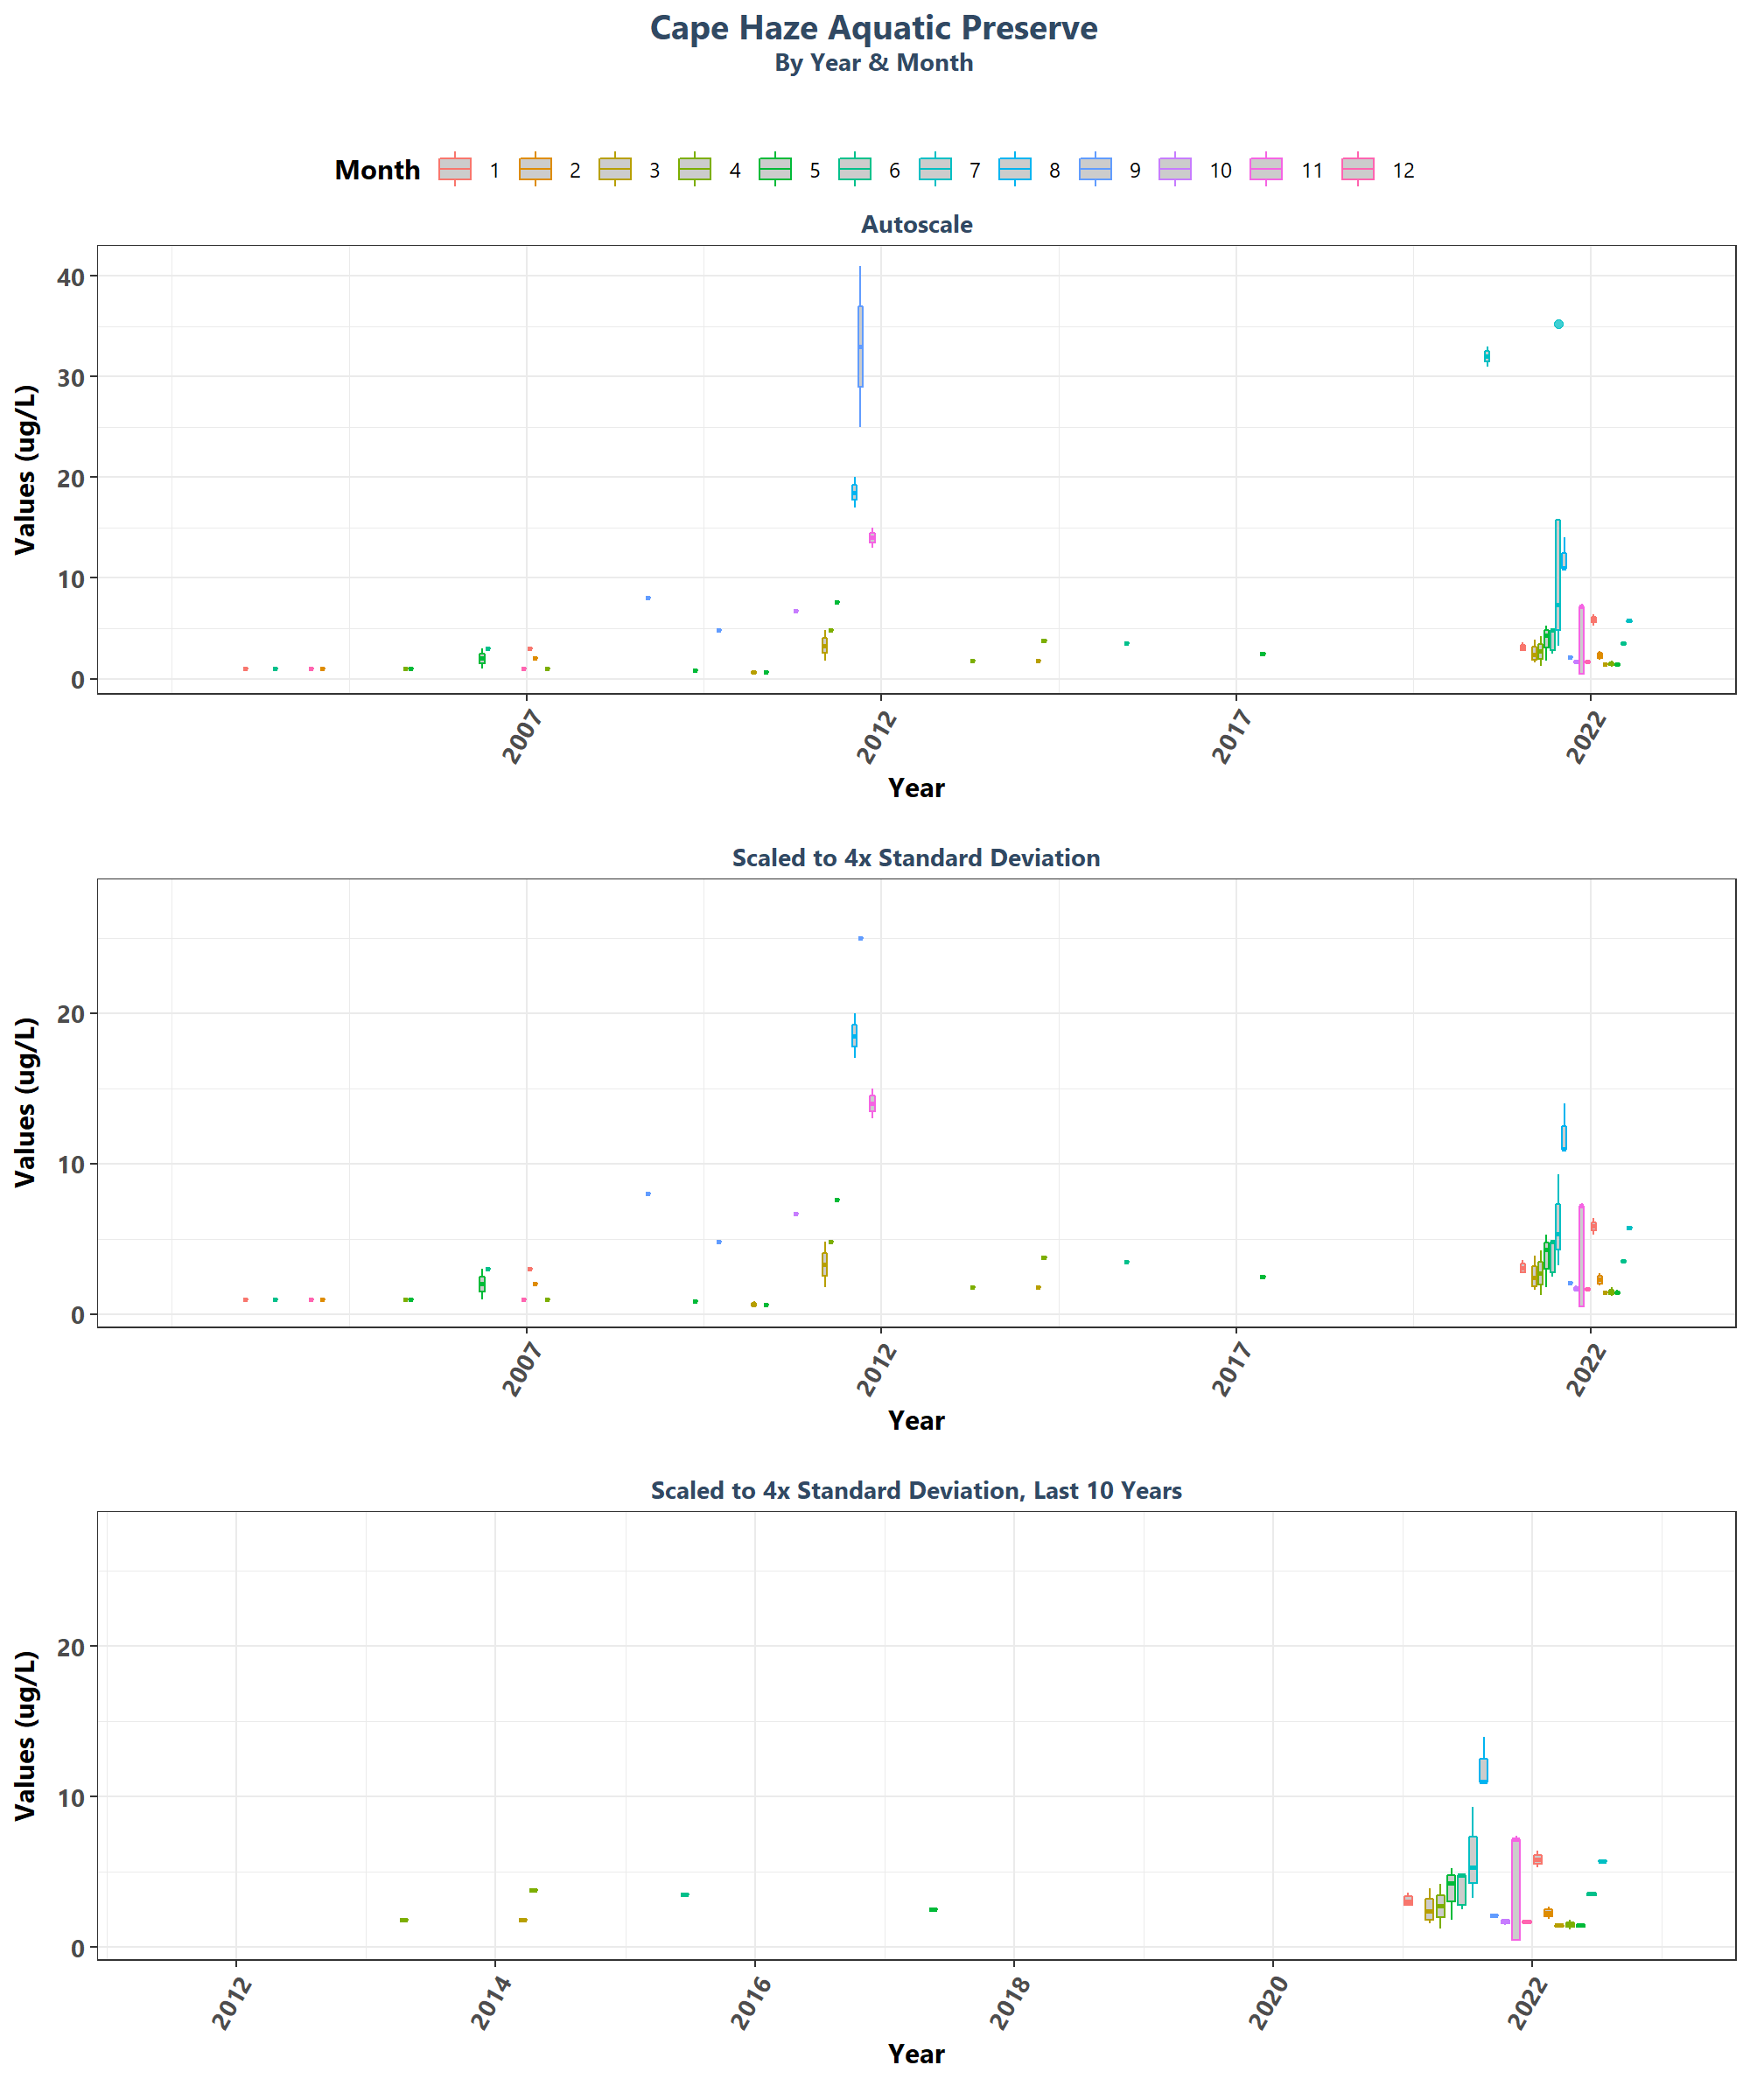 Cape Haze Aquatic Preserve
By Year & Month
Month 1 2 3 4 5 6 7 8 9 10 11 12
Autoscale
Values (ug/L)
40
30
20
10
0
2007 2012 2017 2022
Year
Scaled to 4x Standard Deviation
Values (ug/L)
20
10
0
2007 2012 2017 2022
Year
Scaled to 4x Standard Deviation, Last 10 Years
Values (ug/L)
20
10
0
2012 2014 2016 2018 2020 2022
Year